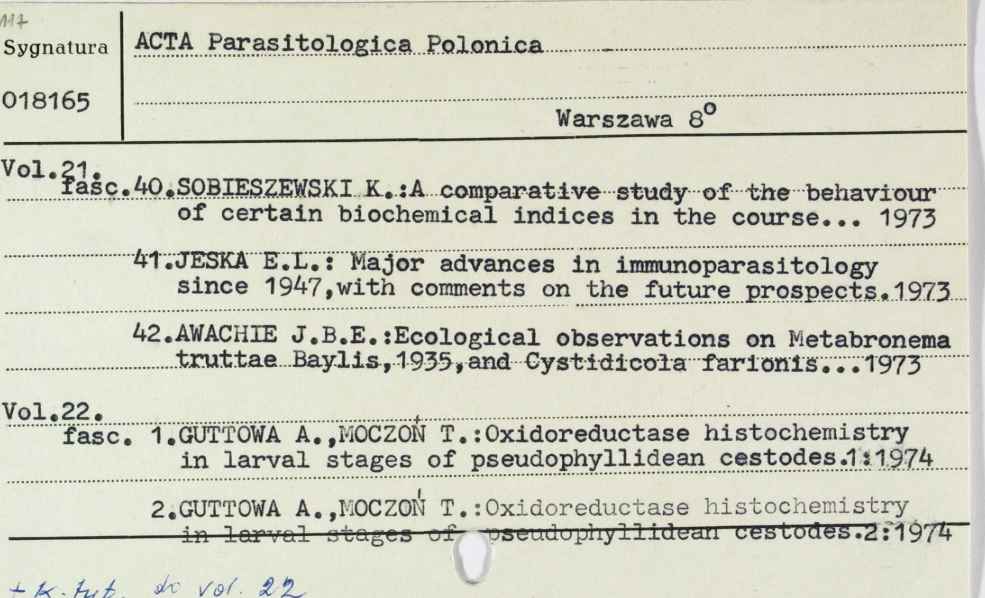 117
Sygnatura
ACTA Parasitologica Polonica
018165
Warszawa 8°
Vol.21.
fasc.40.SOBIESZEWSKI K.:A comparative study of the behaviour
of certain biochemical indices in the course... 1973
41.JESKA E.L.: Major advances in immunoparasitology
since 1947,with comments on the future prospects.1973
42.AWACHIE J.B.E.:Ecological observations on Metabronema
truttae Baylis,1935,and Cystidicola farionis...1973
Vol.22.
fasc. 1.GUTTOWA A.,MOCZOŃ T.:Oxidoreductase histochemistry
in larval stages of pseudophyllidean cestodes.1:1974
2.GUTTOWA A.,MOCZOŃ T.:Oxidoreductase histochemistry
in larval stages of pseudophyllidean cestodes.2:1974
vol. 22